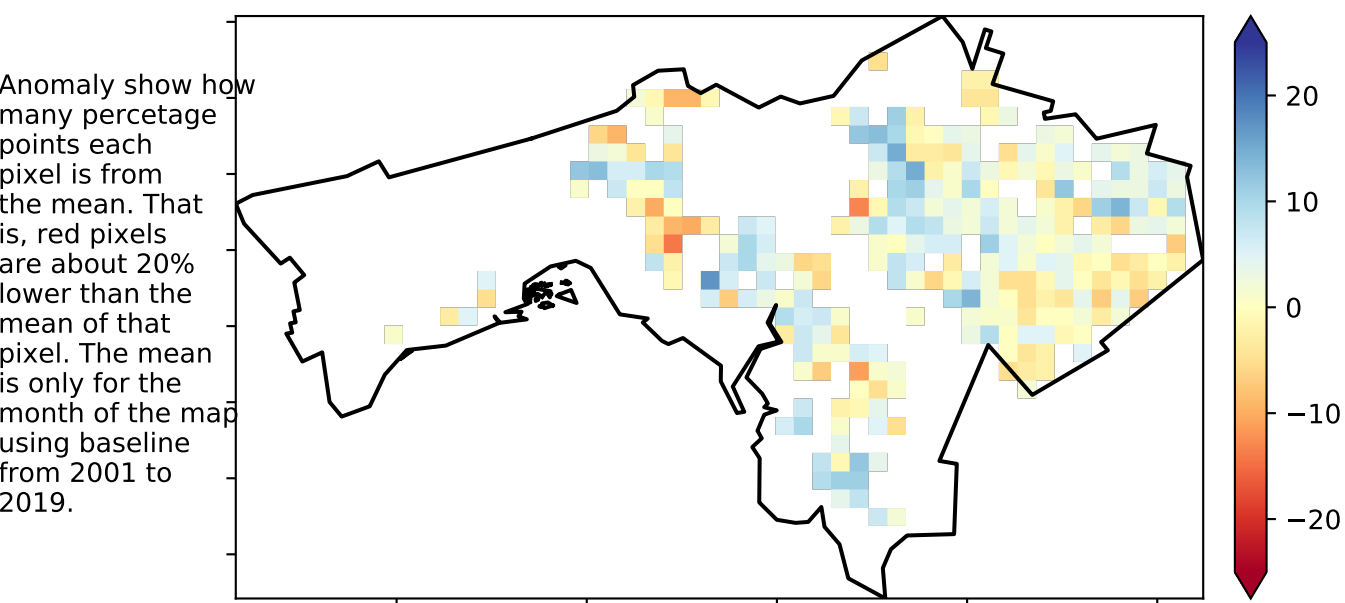 Anomaly show how
many percetage
points each
pixel is from
the mean. That
is, red pixels
are about 20%
lower than the
mean of that
pixel. The mean
is only for the
month of the map
using baseline
from 2001 to
2019.
20
10
0
−10
−20